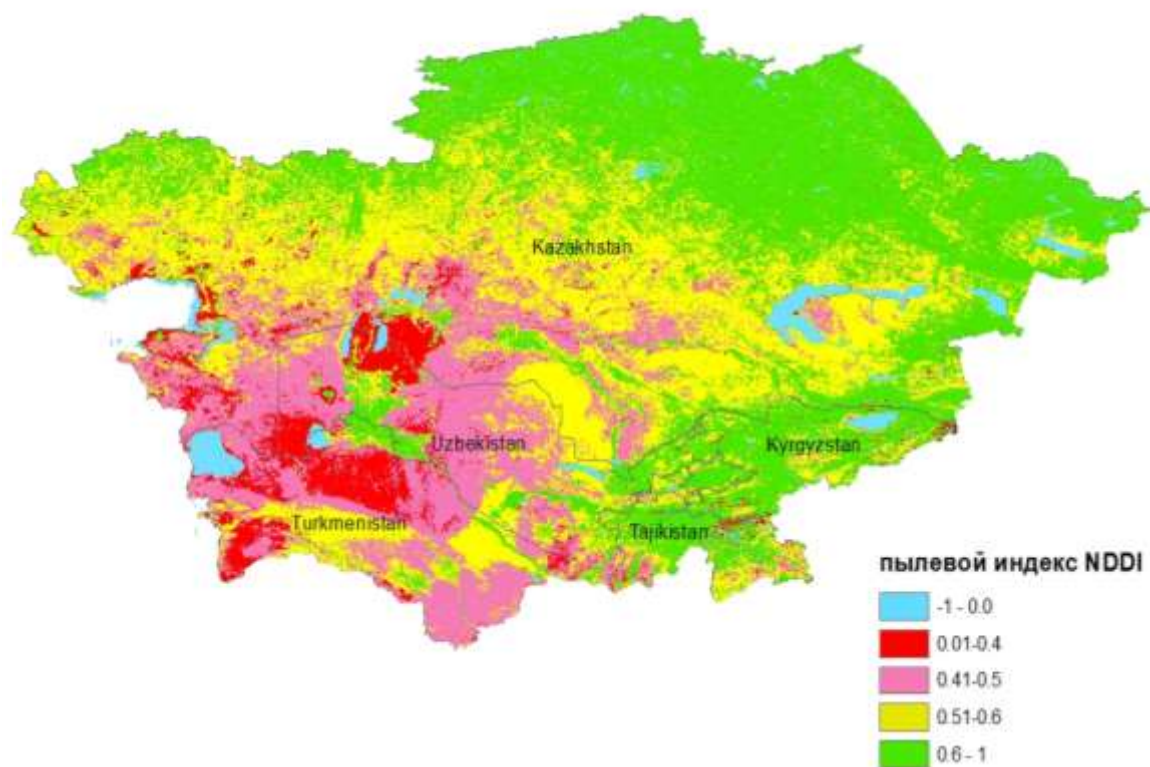 Kazakhstan
Uzbekistan
Kyrgyzstan
Turkmenistan
Tajikistan
пылевой индекс NDDI
-1 - 0.0
0.01-0.4
0.41-0.5
0.51-0.6
0.6 - 1